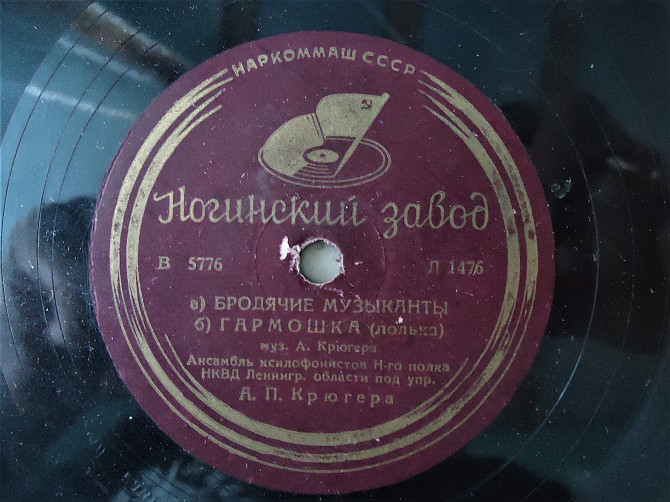 НАРКОММАШ СССР
Ногинский завод
В 5776 Л 1476
а) БРОДЯЧИЕ МУЗЫКАНТЫ
б) ГАРМОШКА (полька)
муз. А. Крюгера
Ансамбль ксилофонистов Н-го полка
НКВД Ленингр. области под упр.
А. П. Крюгера